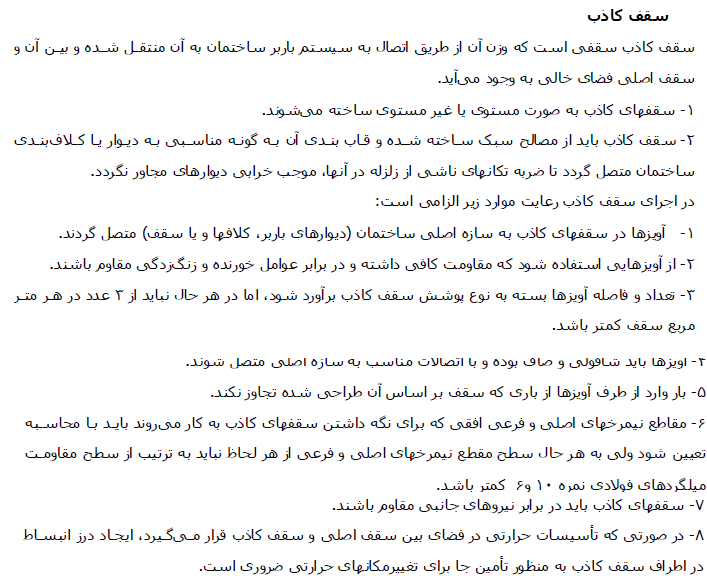 سقف کاذب
سقف کاذب سقفی است که وزن آن از طریق اتصال به سیستم باربر ساختمان به آن منتقل شده و بین آن و
سقف اصلی فضای خالی به وجود می‌آید.
۱- سقفهای کاذب به صورت مستوی یا غیر مستوی ساخته می‌شوند.
۲- سقف کاذب باید از مصالح سبک ساخته شده و قاب بندی آن به گونه مناسبی به دیوار یا کلاف‌بندی
ساختمان متصل گردد تا ضربه تکانهای ناشی از زلزله در آنها، موجب خرابی دیوارهای مجاور نگردد.
در اجرای سقف کاذب رعایت موارد زیر الزامی است:
۱- آویزها در سقفهای کاذب به سازه اصلی ساختمان (دیوارهای باربر، کلافها و یا سقف) متصل گردند.
۲- از آویزهایی استفاده شود که مقاومت کافی داشته و در برابر عوامل خورنده و زنگ‌زدگی مقاوم باشند.
۳- تعداد و فاصله آویزها بسته به نوع پوشش سقف کاذب برآورد شود، اما در هر حال نباید از ۳ عدد در هر متر
مربع سقف کمتر باشد.
۴- آویزها باید شاقولی و صاف بوده و با اتصالات مناسب به سازه اصلی متصل شوند.
۵- بار وارد از طرف آویزها از باری که سقف بر اساس آن طراحی شده تجاوز نکند.
۶- مقاطع نیمرخهای اصلی و فرعی افقی که برای نگه داشتن سقفهای کاذب به کار می‌روند باید با محاسبه
تعیین شود ولی به هر حال سطح مقطع نیمرخهای اصلی و فرعی از هر لحاظ نباید به ترتیب از سطح مقاومت
میلگردهای فولادی نمره ۱۰ و۶ کمتر باشد.
۷- سقفهای کاذب باید در برابر نیروهای جانبی مقاوم باشند.
۸- در صورتی که تأسیسات حرارتی در فضای بین سقف اصلی و سقف کاذب قرار می‌گیرد، ایجاد درز انبساط
در اطراف سقف کاذب به منظور تأمین جا برای تغییرمکانهای حرارتی ضروری است.